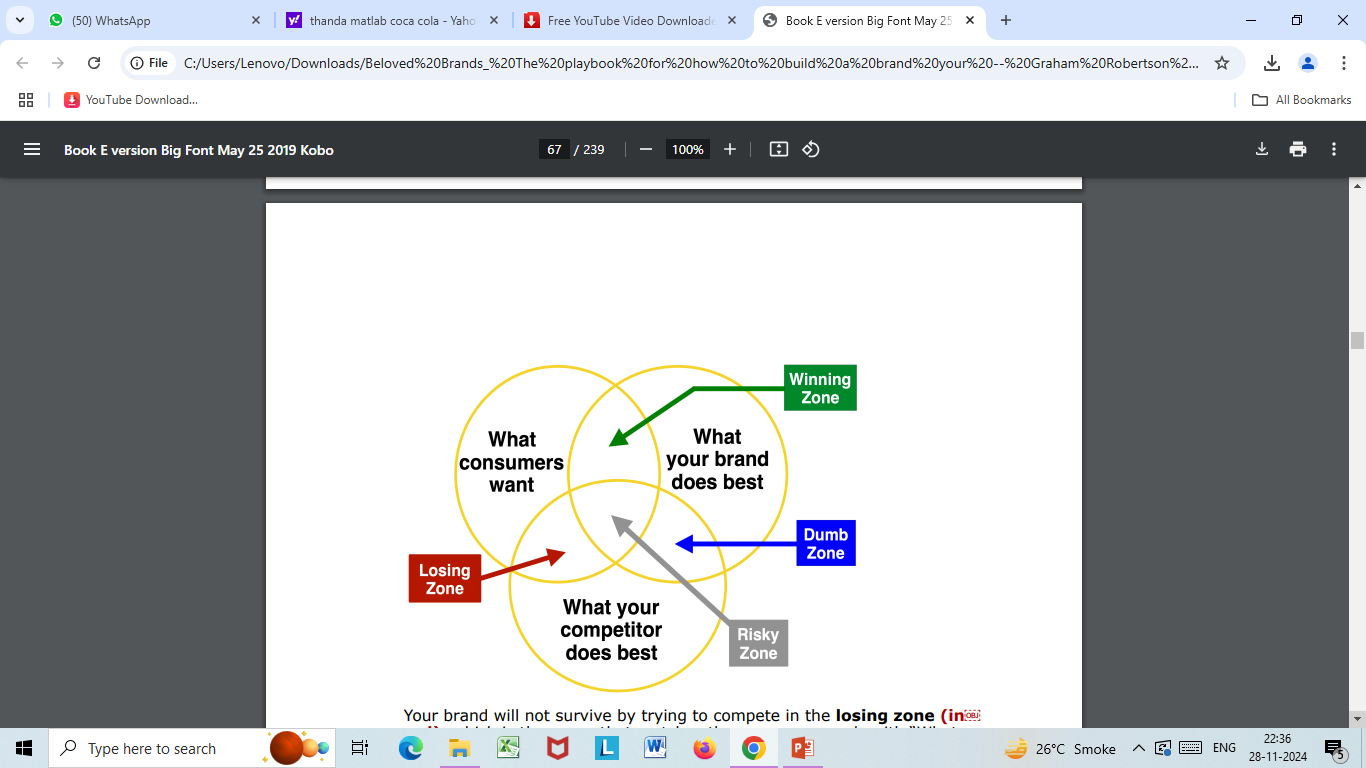 (50) WhatsApp
thanda matlab coca cola - Yaho
Free YouTube Video Downloade
Book E version Big Font May 25
File
C:/Users/Lenovo/Downloads/Beloved%20Brands_%20The%20playbook%20for%20how%20to%20build%20a%20brand%20your%20--%20Graham%20Robertson%2...
YouTube Download...
All Bookmarks
Book E version Big Font May 25 2019 Kobo
67 / 239
100%
Winning
Zone
What
consumers
want
What
your brand
does best
Dumb
Zone
Losing
Zone
What your
competitor
does best
Risky
Zone
Your brand will not survive by trying to compete in the losing zone (in
Type here to search
26°C Smoke
ENG
22:36
28-11-2024
5